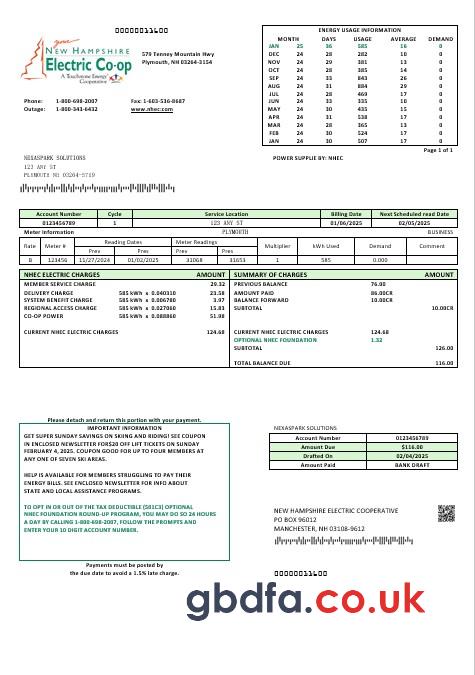 000000011600
your
NEW HAMPSHIRE
Electric Co-op
A Touchstone Energy®
Cooperative
579 Tenney Mountain Hwy
Plymouth, NH 03264-3154
Phone: 1-800-698-2007 Fax: 1-603-536-8687
Outage: 1-800-343-6432 www.nhec.com
ENERGY USAGE INFORMATION
MONTH DAYS USAGE AVERAGE DEMAND
JAN 25 36 585 16 0
DEC 24 28 282 10 0
NOV 24 29 381 13 0
OCT 24 28 385 14 0
SEP 24 33 843 26 0
AUG 24 31 884 29 0
JUL 24 28 469 17 0
JUN 24 33 335 10 0
MAY 24 30 435 15 0
APR 24 31 538 17 0
MAR 24 28 365 13 0
FEB 24 30 524 17 0
JAN 24 31 507 17 0
Page 1 of 1
POWER SUPPLIE BY: NHEC
NEXASPARK SOLUTIONS
123 ANY ST
PLYMOUTH NH 03264-5719
Account Number Cycle Service Location Billing Date Next Scheduled read Date
0123456789 1 123 ANY ST 01/06/2025 02/05/2025
Meter Information PLYMOUTH BUSINESS
Rate Meter # Reading Dates Meter Readings Multiplier kWh Used Demand Comment
Prev Prev Prev Prev
B 123456 11/27/2024 01/02/2025 31068 31653 1 585 0.000
NHEC ELECTRIC CHARGES AMOUNT
MEMBER SERVICE CHARGE 29.32
DELIVERY CHARGE 585 kWh x 0.040310 23.58
SYSTEM BENEFIT CHARGE 585 kWh x 0.006780 3.97
REGIONAL ACCESS CHARGE 585 kWh x 0.027060 15.83
CO-OP POWER 585 kWh x 0.088860 51.98
CURRENT NHEC ELECTRIC CHARGES 124.68
SUMMARY OF CHARGES AMOUNT
PREVIOUS BALANCE 76.00
AMOUNT PAID 86.00CR
BALANCE FORWARD 10.00CR
SUBTOTAL 10.00CR
CURRENT NHEC ELECTRIC CHARGES 124.68
OPTIONAL NHEC FOUNDATION 1.32
SUBTOTAL 126.00
TOTAL BALANCE DUE 116.00
Please detach and return this portion with your payment.
IMPORTANT INFORMATION
GET SUPER SUNDAY SAVINGS ON SKIING AND RIDING! SEE COUPON
IN ENCLOSED NEWSLETTER FOR$20 OFF LIFT TICKETS ON SUNDAY
FEBRUARY 4, 2025. COUPON GOOD FOR UP TO FOUR MEMBERS AT
ANY ONE OF SEVEN SKI AREAS.
HELP IS AVAILABLE FOR MEMBERS STRUGGLING TO PAY THEIR
ENERGY BILLS. SEE ENCLOSED NEWSLETTER FOR INFO ABOUT
STATE AND LOCAL ASSISTANCE PROGRAMS.
TO OPT IN OR OUT OF THE TAX DEDUCTIBLE (501C3) OPTIONAL
NHEC FOUNDATION ROUND-UP PROGRAM, YOU MAY DO SO 24 HOURS
A DAY BY CALLING 1-800-698-2007, FOLLOW THE PROMPTS AND
ENTER YOUR 10 DIGIT ACCOUNT NUMBER.
Payments must be posted by
the due date to avoid a 1.5% late charge.
NEXASPARK SOLUTIONS
Account Number 0123456789
Amount Due $116.00
Drafted On 02/04/2025
Amount Paid BANK DRAFT
NEW HAMPSHIRE ELECTRIC COOPERATIVE
PO BOX 96012
MANCHESTER, NH 03108-9612
000000011600
gbdfa.co.uk